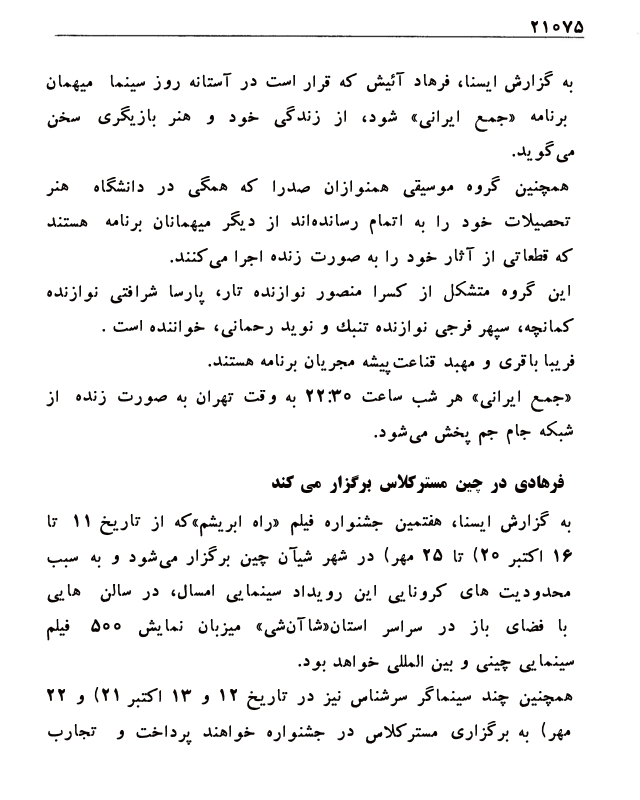 ۲۱۰۷۵
به گزارش ایسنا، فرهاد آئیش که قرار است در آستانه روز سینما میهمان
برنامه «جمع ایرانی» شود، از زندگی خود و هنر بازیگری سخن
می‌گوید.
همچنین گروه موسیقی همنوازان صدرا که همگی در دانشگاه هنر
تحصیلات خود را به اتمام رسانده‌اند از دیگر میهمانان برنامه هستند
که قطعاتی از آثار خود را به صورت زنده اجرا می‌کنند.
این گروه متشکل از کسرا منصور نوازنده تار، پارسا شرافتی نوازنده
کمانچه، سپهر فرجی نوازنده تنبک و نوید رحمانی، خواننده است .
فریبا باقری و مهبد قناعت‌پیشه مجریان برنامه هستند.
«جمع ایرانی» هر شب ساعت ۲۲:۳۰ به وقت تهران به صورت زنده از
شبکه جام جم پخش می‌شود.
فرهادی در چین مسترکلاس برگزار می کند
به گزارش ایسنا، هفتمین جشنواره فیلم «راه ابریشم»که از تاریخ ۱۱ تا
۱۶ اکتبر ۲۰) تا ۲۵ مهر) در شهر شیآن چین برگزار می‌شود و به سبب
محدودیت های کرونایی این رویداد سینمایی امسال، در سالن هایی
با فضای باز در سراسر استان«شاآن‌شی» میزبان نمایش ۵۰۰ فیلم
سینمایی چینی و بین المللی خواهد بود.
همچنین چند سینماگر سرشناس نیز در تاریخ ۱۲ و ۱۳ اکتبر ۲۱) و ۲۲
مهر) به برگزاری مسترکلاس در جشنواره خواهند پرداخت و تجارب